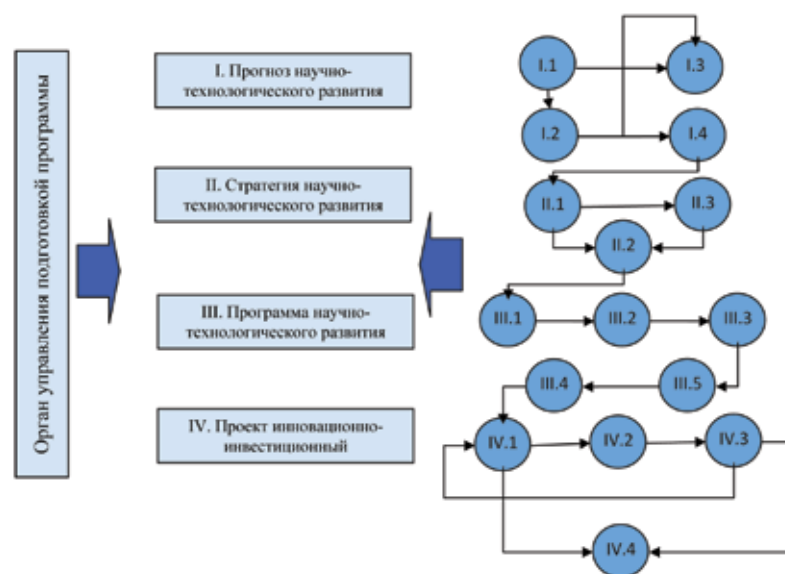 Орган управления подготовкой программы
I. Прогноз научно-
технологического развития
II. Стратегия научно-
технологического развития
III. Программа научно-
технологического развития
IV. Проект инновационно-
инвестиционный
I.1
I.3
I.2
I.4
II.1
II.3
II.2
III.1
III.2
III.3
III.4
III.5
IV.1
IV.2
IV.3
IV.4